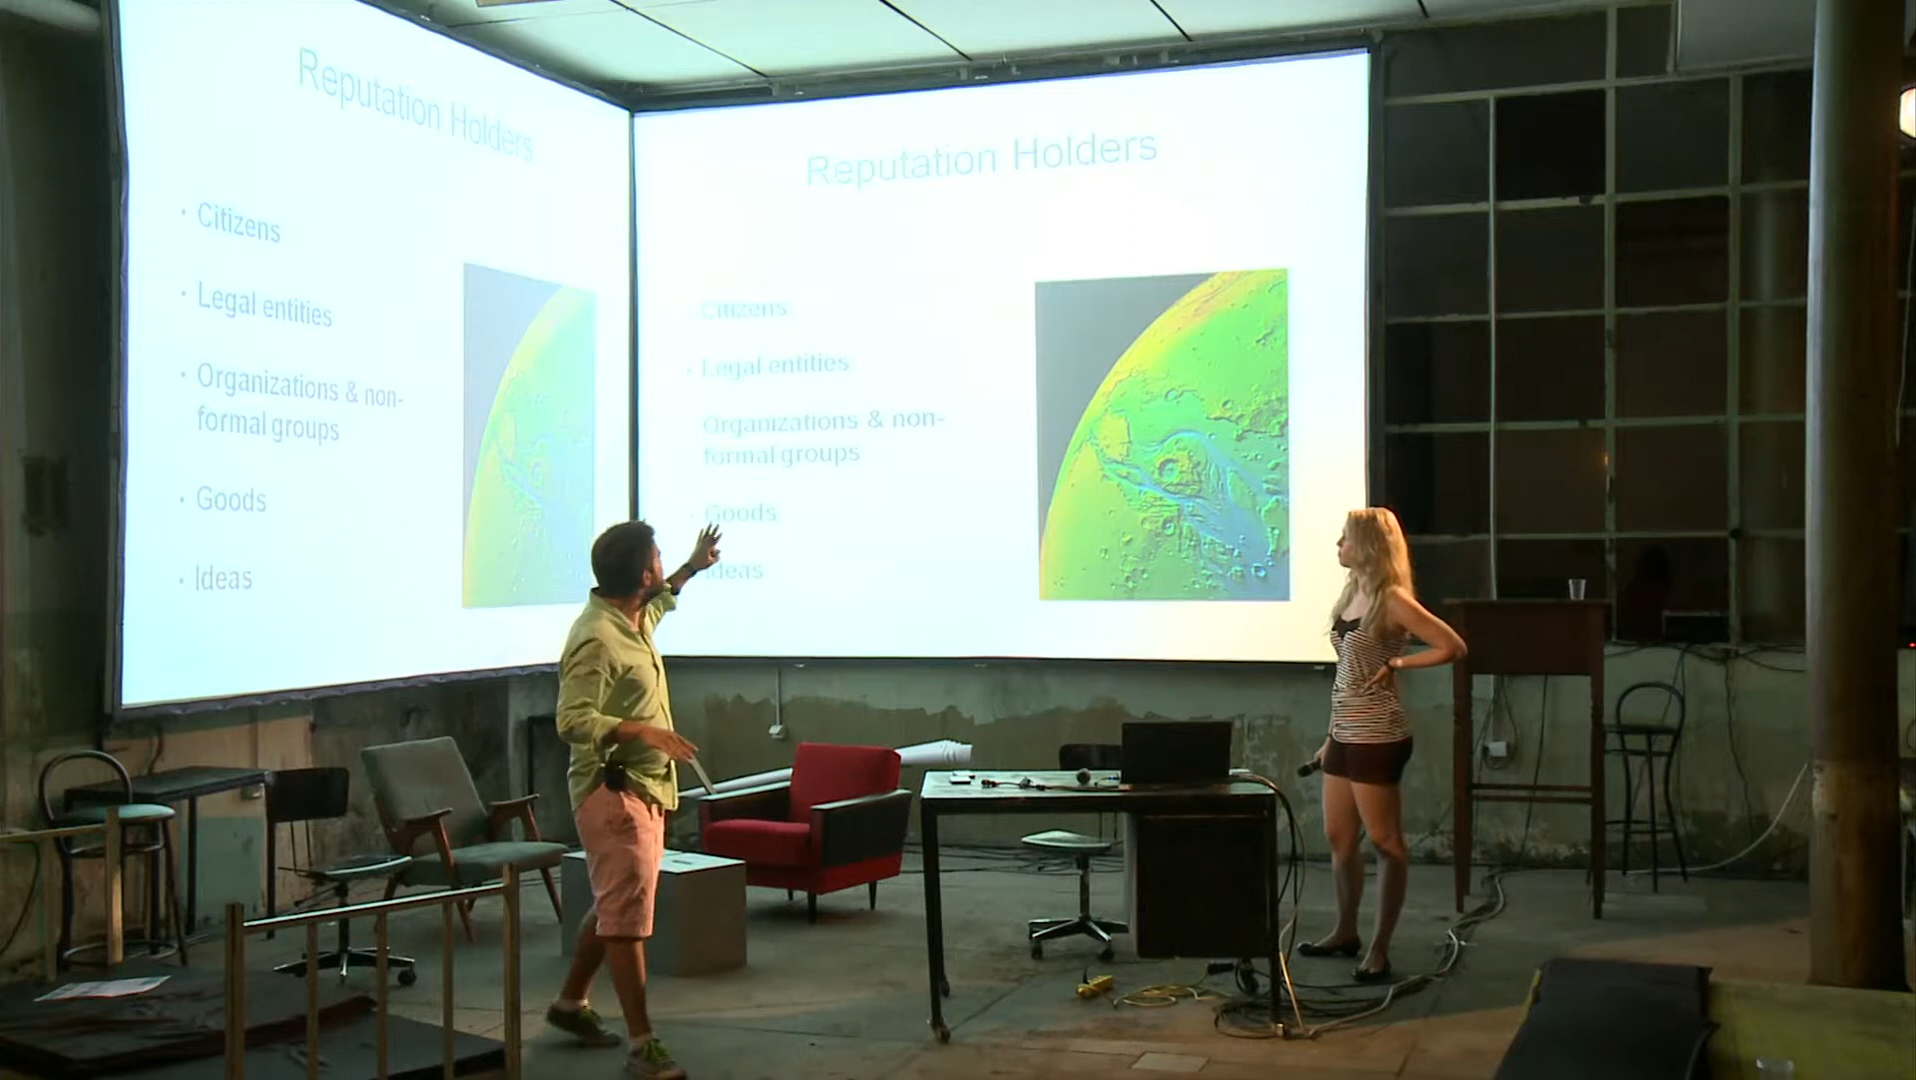 Reputation Holders
• Citizens
• Legal entities
• Organizations & non-
formal groups
• Goods
• Ideas
Reputation Holders
Citizens
• Legal entities
Organizations & non-
formal groups
• Goods
Ideas